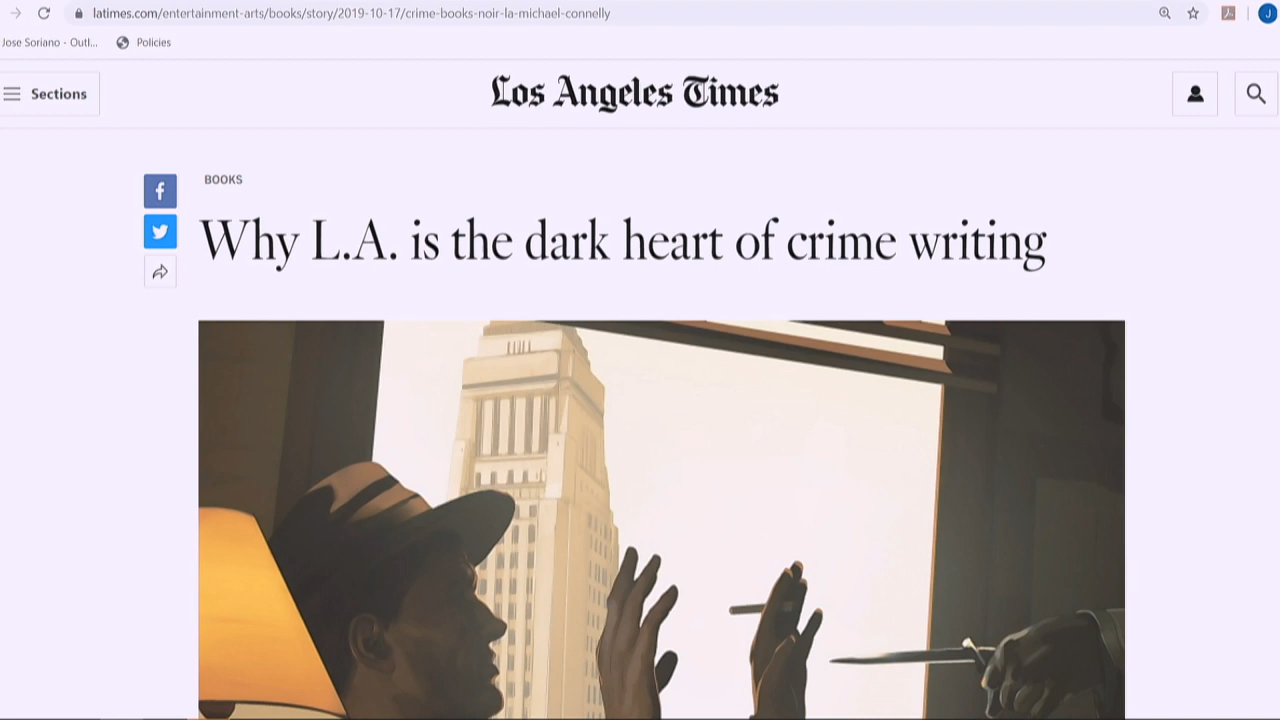 latimes.com/entertainment-arts/books/story/2019-10-17/crime-books-noir-la-michael-connelly
J
Jose Soriano - Outl...
Policies
Sections
Los Angeles Times
BOOKS
Why L.A. is the dark heart of crime writing